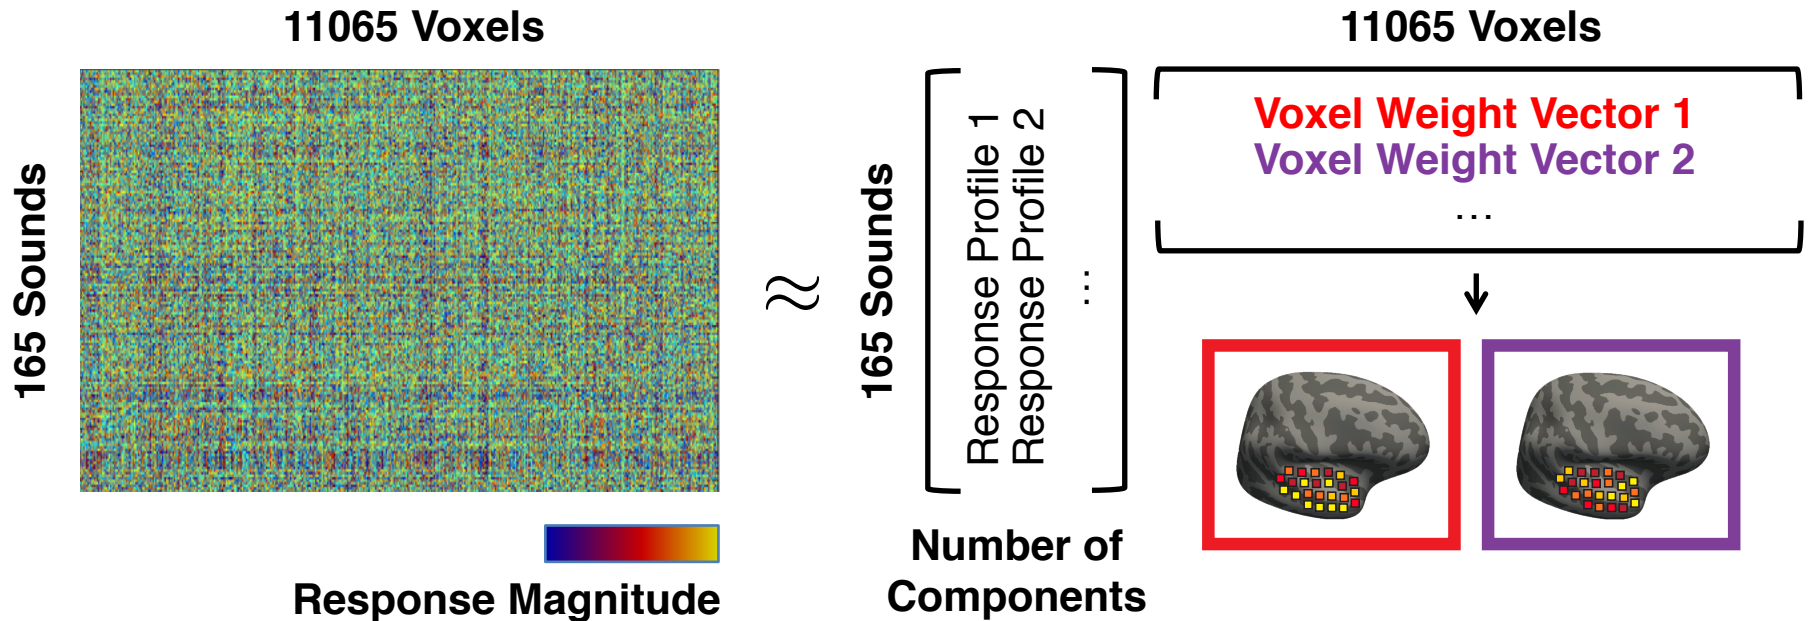 11065 Voxels
165 Sounds
Response Magnitude
≈
165 Sounds
Response Profile 1
Response Profile 2
...
Number of
Components
11065 Voxels
Voxel Weight Vector 1
Voxel Weight Vector 2
...